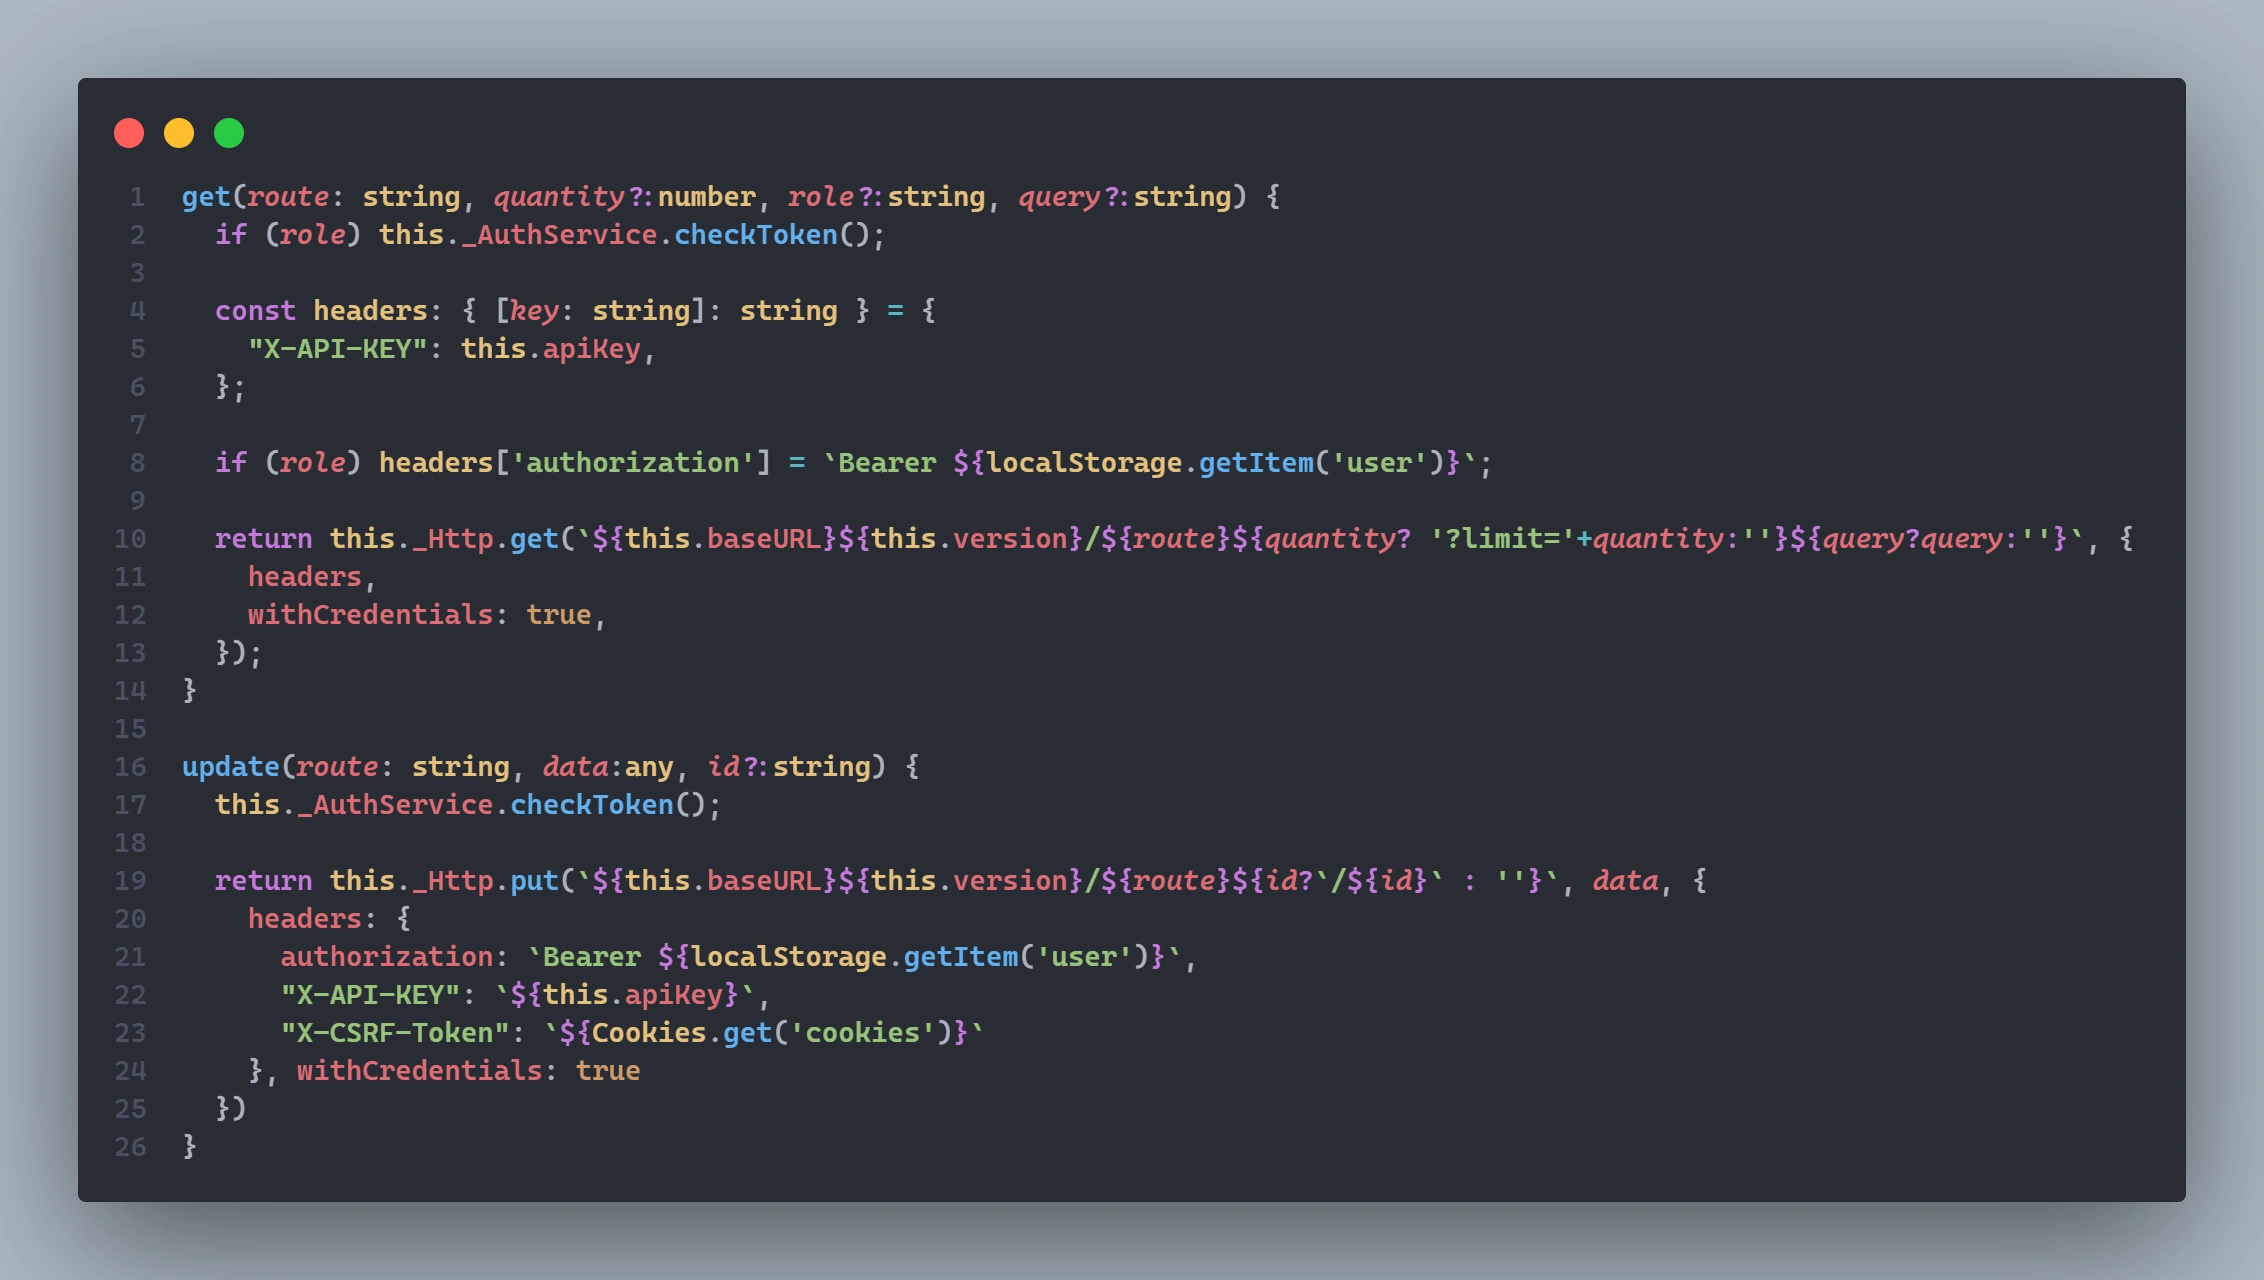 1 get(route: string, quantity?:number, role?:string, query?:string) {
2   if (role) this._AuthService.checkToken();
3
4   const headers: { [key: string]: string } = {
5     "X-API-KEY": this.apiKey,
6   };
7
8   if (role) headers['authorization'] = `Bearer ${localStorage.getItem('user')}`;
9
10   return this._Http.get(`${this.baseURL}${this.version}/${route}${quantity? '?limit='+quantity:''}${query?query:''}`, {
11     headers,
12     withCredentials: true,
13   });
14 }
15
16 update(route: string, data:any, id?:string) {
17   this._AuthService.checkToken();
18
19   return this._Http.put(`${this.baseURL}${this.version}/${route}${id?`/${id}` : ''}`, data, {
20     headers: {
21       authorization: `Bearer ${localStorage.getItem('user')}`,
22       "X-API-KEY": `${this.apiKey}`,
23       "X-CSRF-Token": `${Cookies.get('cookies')}`
24     }, withCredentials: true
25   })
26 }